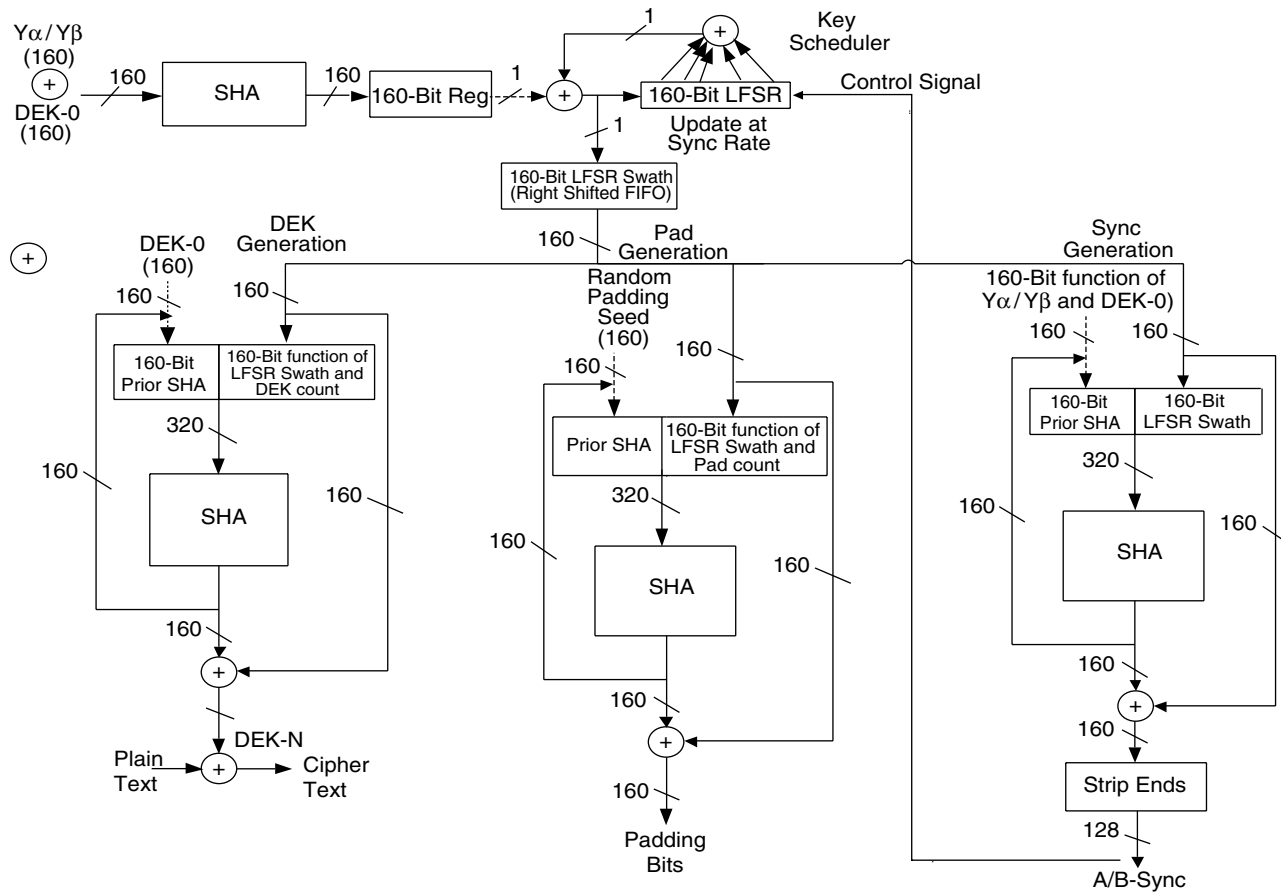 Yα/Yβ
(160)
+
DEK-0
(160)
160
SHA
160
160-Bit Reg
1
+
1
+
Key
Scheduler
160-Bit LFSR
Update at
Sync Rate
Control Signal
1
160-Bit LFSR Swath
(Right Shifted FIFO)
160
+
DEK
Generation
DEK-0
(160)
160
160
160-Bit
Prior SHA
160-Bit function of
LFSR Swath and
DEK count
320
160
SHA
160
160
+
DEK-N
Plain
Text
+
Cipher
Text
Pad
Generation
Random
Padding
Seed
(160)
160
160
Prior SHA
160-Bit function of
LFSR Swath and
Pad count
320
160
SHA
160
160
+
160
Padding
Bits
Sync
Generation
160-Bit function of
Yα/Yβ and DEK-0)
160
160
160-Bit
Prior SHA
160-Bit
LFSR Swath
320
160
SHA
160
160
+
160
Strip Ends
128
A/B-Sync